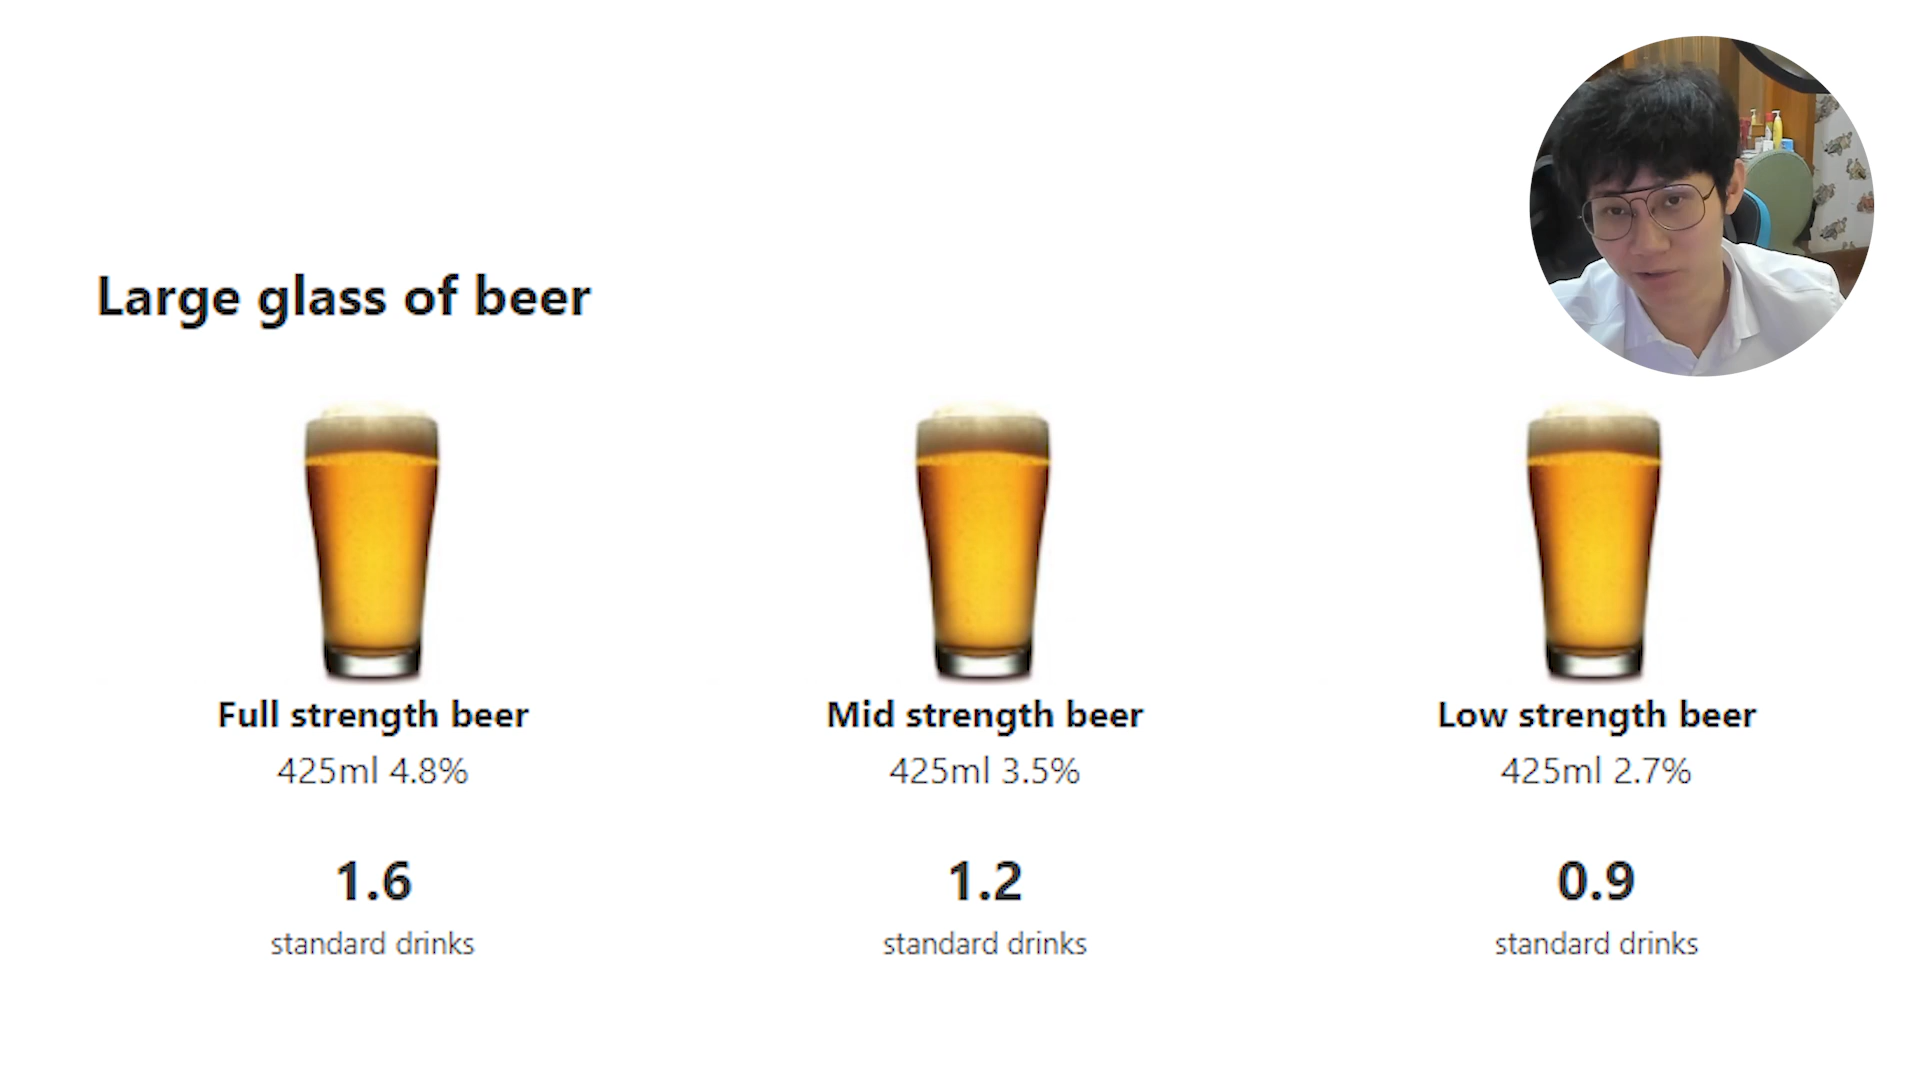 Large glass of beer
Full strength beer
425ml 4.8%
1.6
standard drinks
Mid strength beer
425ml 3.5%
1.2
standard drinks
Low strength beer
425ml 2.7%
0.9
standard drinks